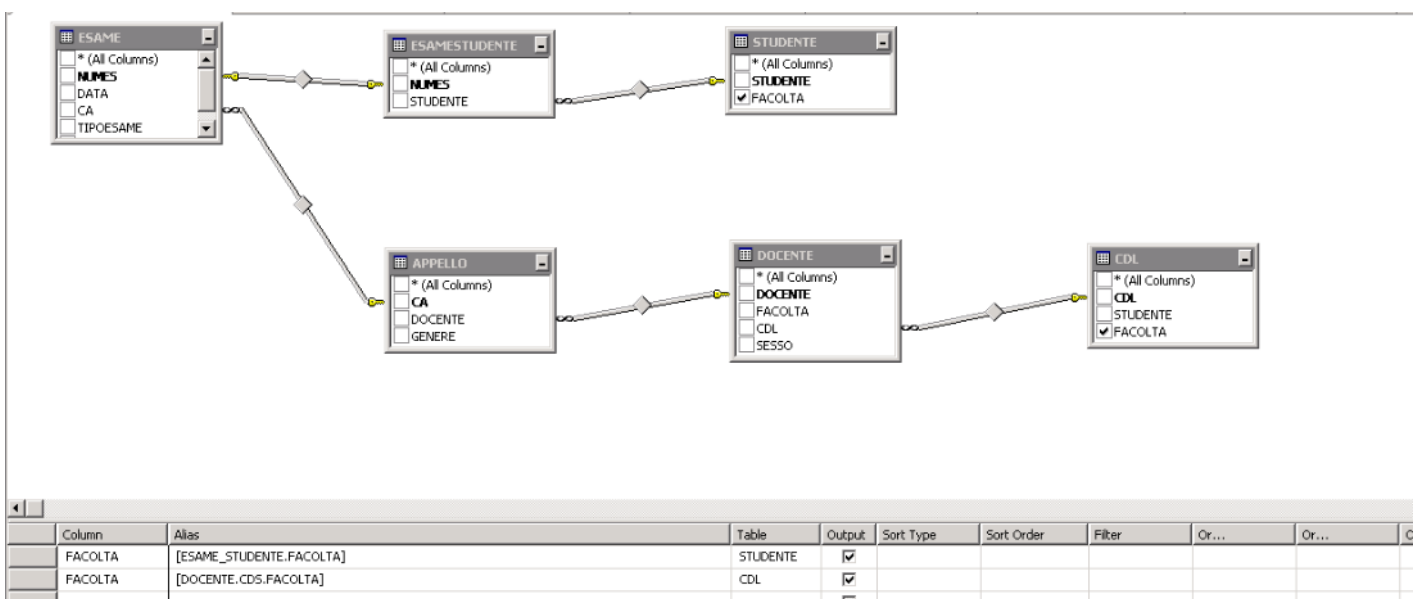 ESAME
* (All Columns)
NUMES
DATA
CA
TIPOESAME
ESAMESTUDENTE
* (All Columns)
NUMES
STUDENTE
STUDENTE
* (All Columns)
STUDENTE
FACOLTA
APPELLO
* (All Columns)
CA
DOCENTE
GENERE
DOCENTE
* (All Columns)
DOCENTE
FACOLTA
CDL
SESSO
CDL
* (All Columns)
CDL
STUDENTE
FACOLTA
Column Alias Table Output Sort Type Sort Order Filter Or... Or...
FACOLTA [ESAME_STUDENTE.FACOLTA] STUDENTE
FACOLTA [DOCENTE.CDS.FACOLTA] CDL